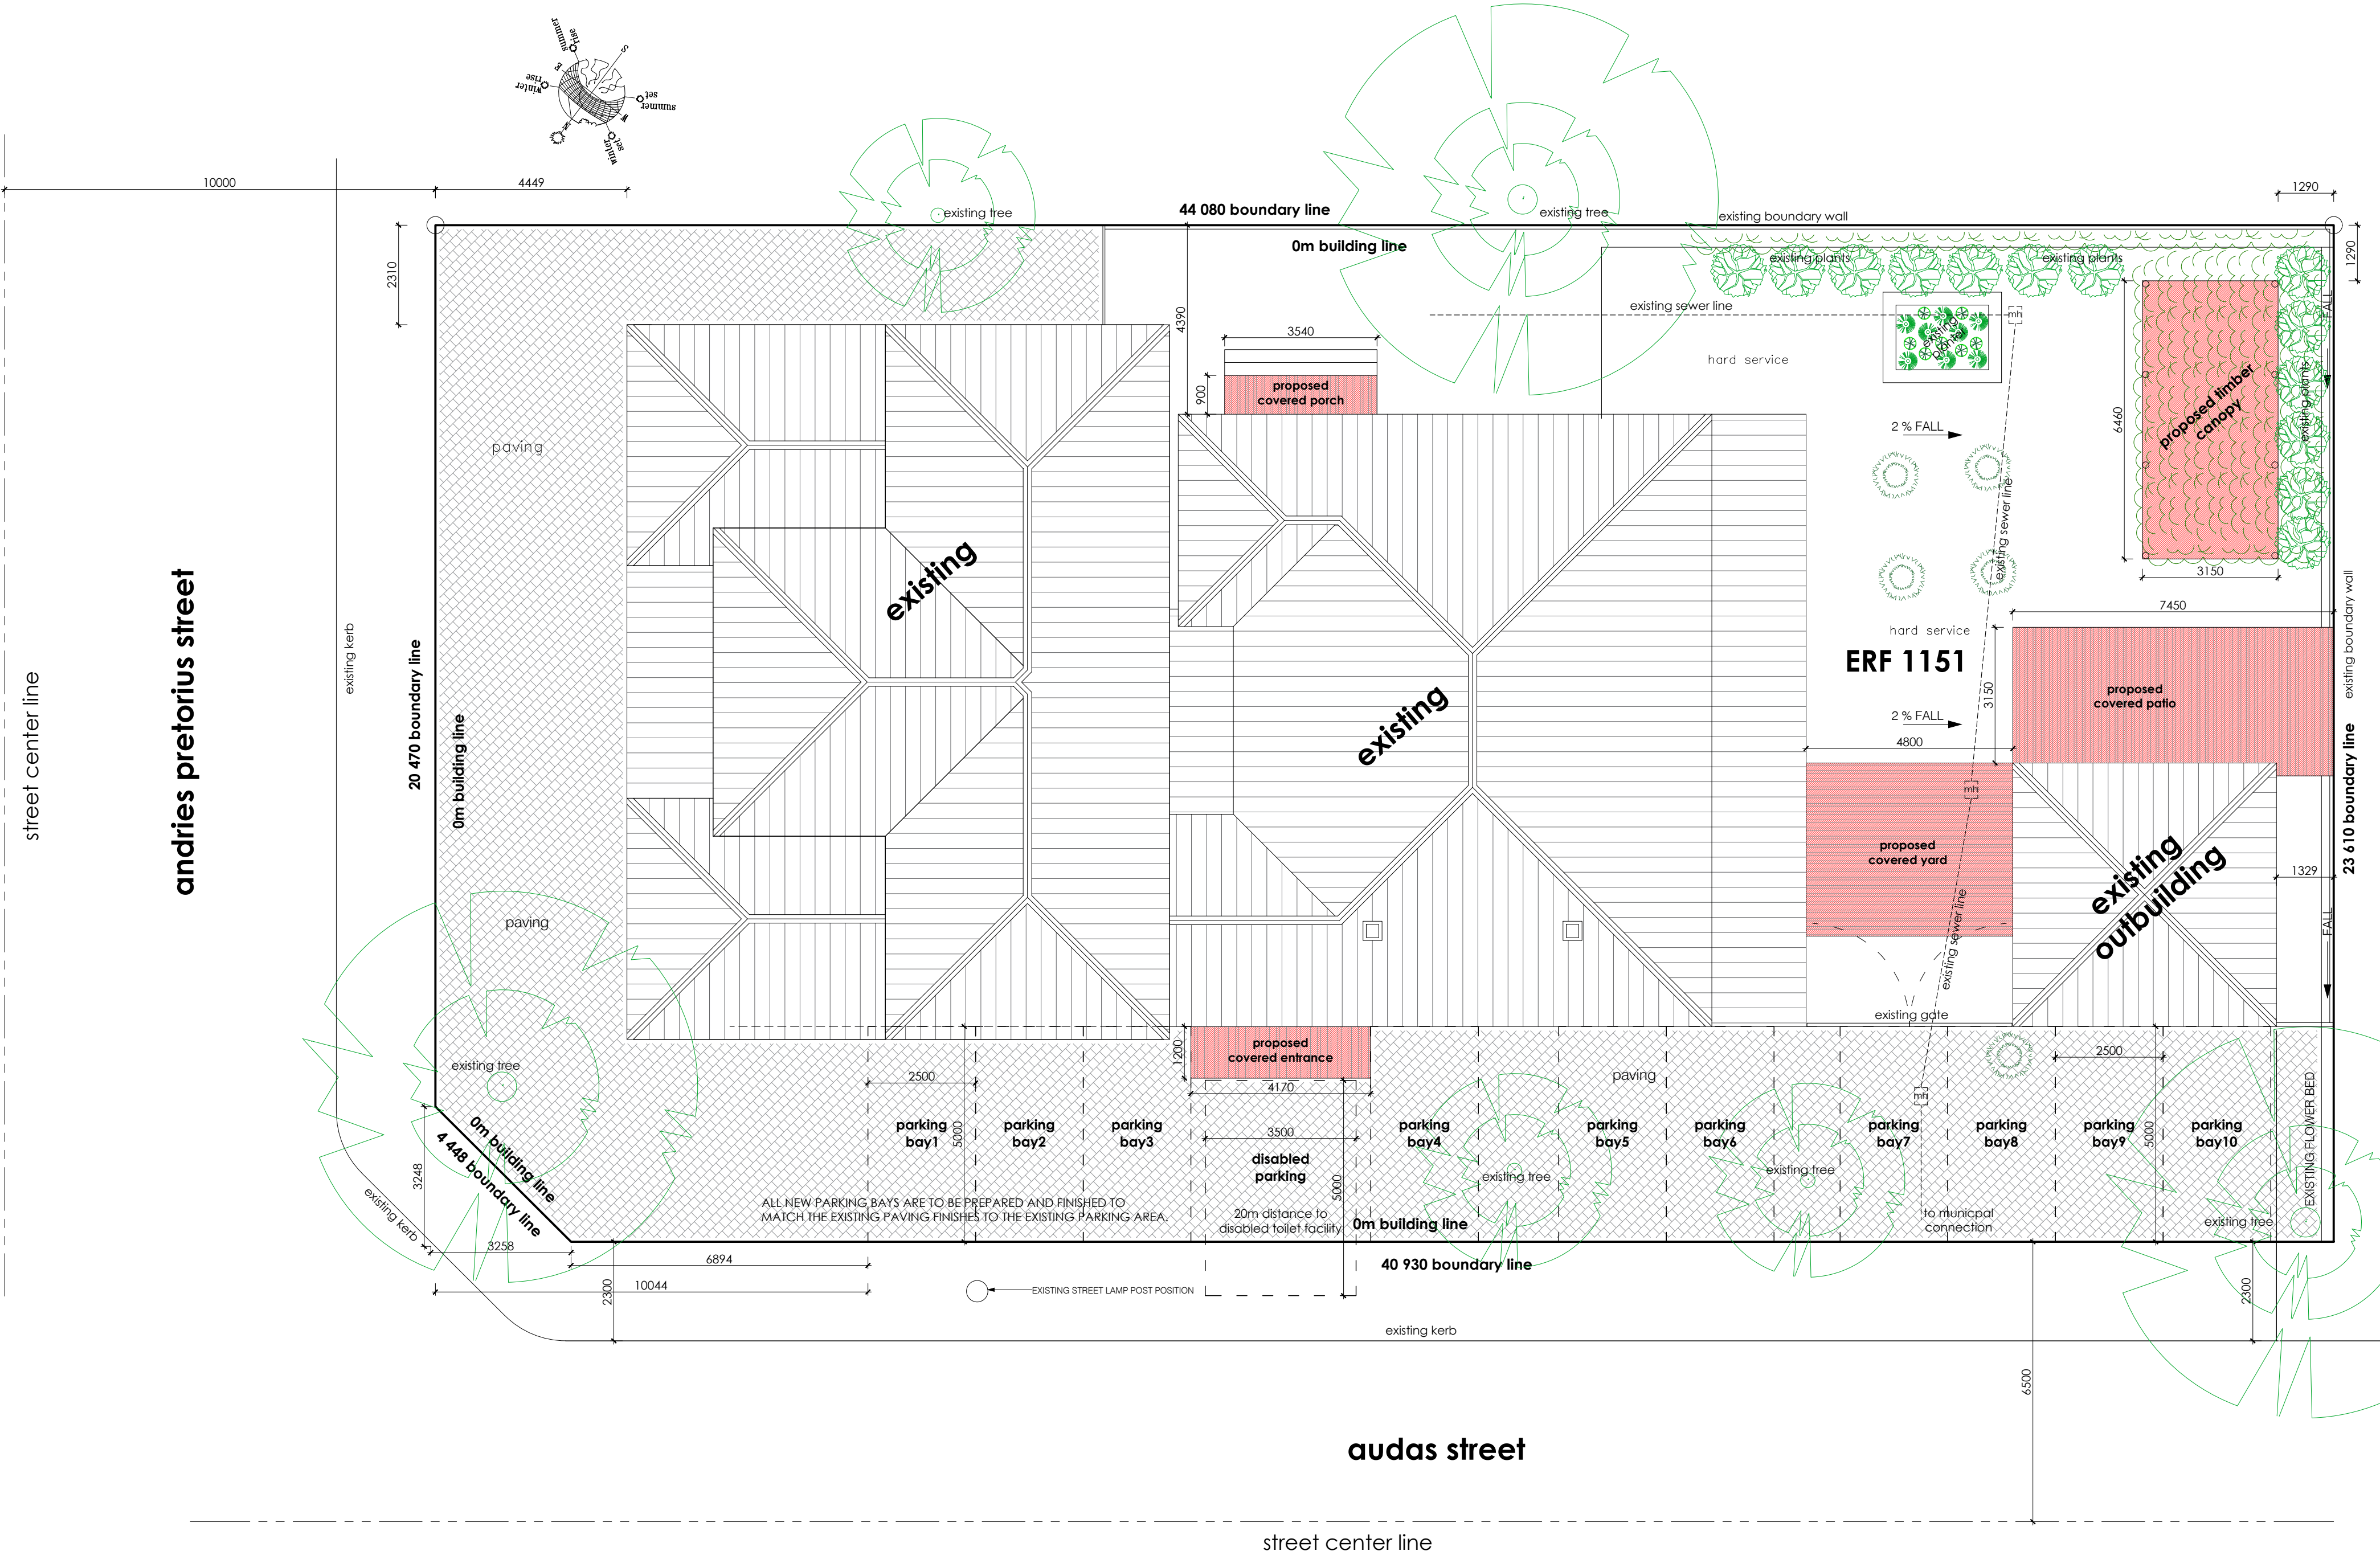 summer
rise
S
winter
rise
E
summer
set
W
N
winter
set
10000
4449
1290
existing tree
44 080 boundary line
existing tree
existing boundary wall
0m building line
2310
1290
existing plants
existing plants
FALL
existing sewer line
mh
4390
3540
hard service
existing
planter
900
proposed
covered porch
proposed timber
canopy
existing plants
6460
2 % FALL
paving
existing
existing sewer line
3150
7450
andries pretorius street
street center line
existing kerb
20 470 boundary line
0m building line
hard service
ERF 1151
existing boundary wall
3150
proposed
covered patio
existing
2 % FALL
4800
23 610 boundary line
mh
proposed
covered yard
existing
outbuilding
1329
existing sewer line
FALL
paving
existing gate
1200
proposed
covered entrance
4170
2500
paving
2500
existing tree
mh
EXISTING FLOWER BED
parking
bay1
5000
parking
bay2
parking
bay3
3500
disabled
parking
5000
parking
bay4
parking
bay5
parking
bay6
parking
bay7
parking
bay8
parking
bay9
5000
parking
bay10
existing tree
existing tree
0m building line
4 448 boundary line
3248
existing kerb
ALL NEW PARKING BAYS ARE TO BE PREPARED AND FINISHED TO
MATCH THE EXISTING PAVING FINISHES TO THE EXISTING PARKING AREA.
20m distance to
disabled toilet facility
0m building line
to municpal
connection
existing tree
3258
6894
40 930 boundary line
10044
2300
EXISTING STREET LAMP POST POSITION
2300
existing kerb
6500
audas street
street center line